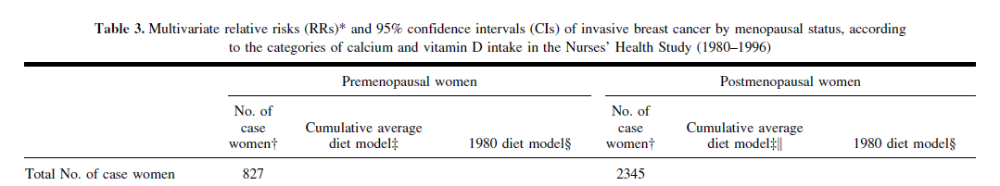 Table 3. Multivariate relative risks (RRs)* and 95% confidence intervals (CIs) of invasive breast cancer by menopausal status, according
to the categories of calcium and vitamin D intake in the Nurses’ Health Study (1980–1996)
Premenopausal women Postmenopausal women
No. of No. of
case Cumulative average case Cumulative average
women† diet model‡ 1980 diet model§ women† diet model‡∥ 1980 diet model§
Total No. of case women 827 2345